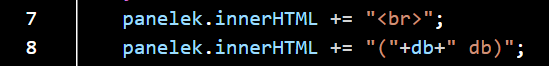 7 panelek.innerHTML += "<br>";
8 panelek.innerHTML += "("+db+" db)";